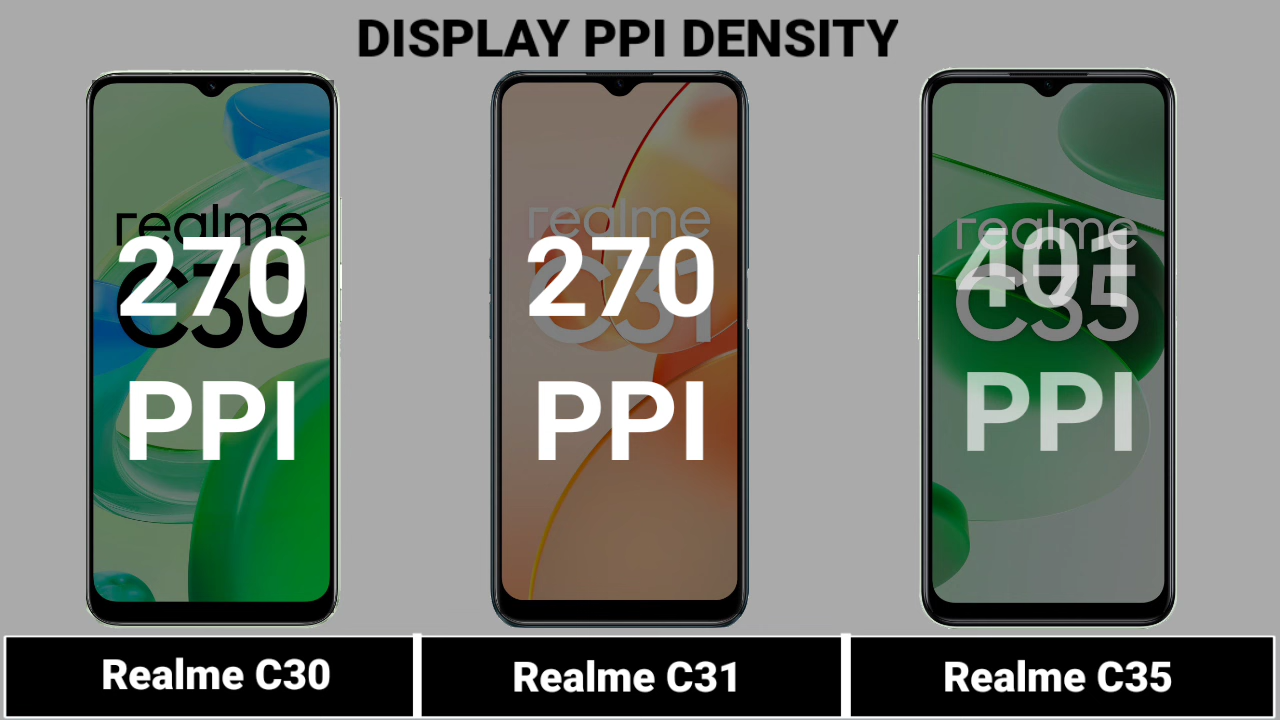 DISPLAY PPI DENSITY
realme
C30
270
PPI
realme
C31
270
PPI
realme
C35
401
PPI
Realme C30
Realme C31
Realme C35